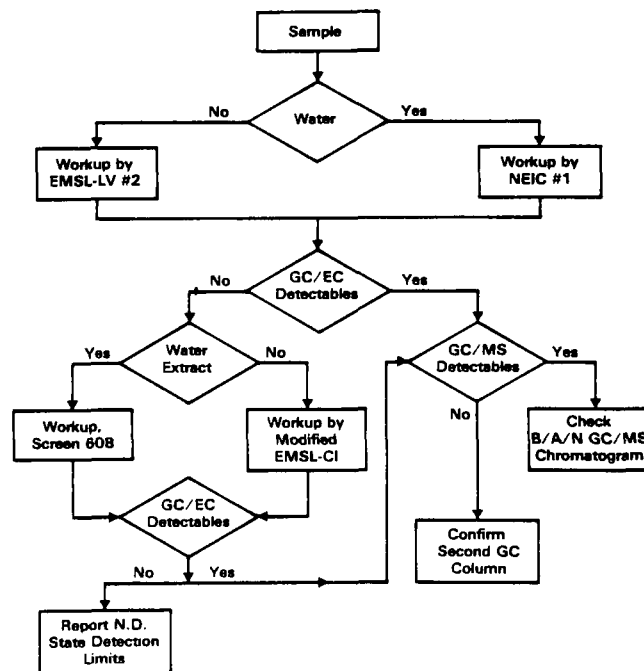 Sample
No
Water
Yes
Workup by
EMSL-LV #2
Workup by
NEIC #1
No
GC/EC
Detectables
Yes
Yes
Water
Extract
No
GC/MS
Detectables
Yes
No
Workup,
Screen 608
Workup by
Modified
EMSL-CI
Check
B/A/N GC/MS
Chromatogram
GC/EC
Detectables
Confirm
Second GC
Column
No
Yes
Report N.D.
State Detection
Limits